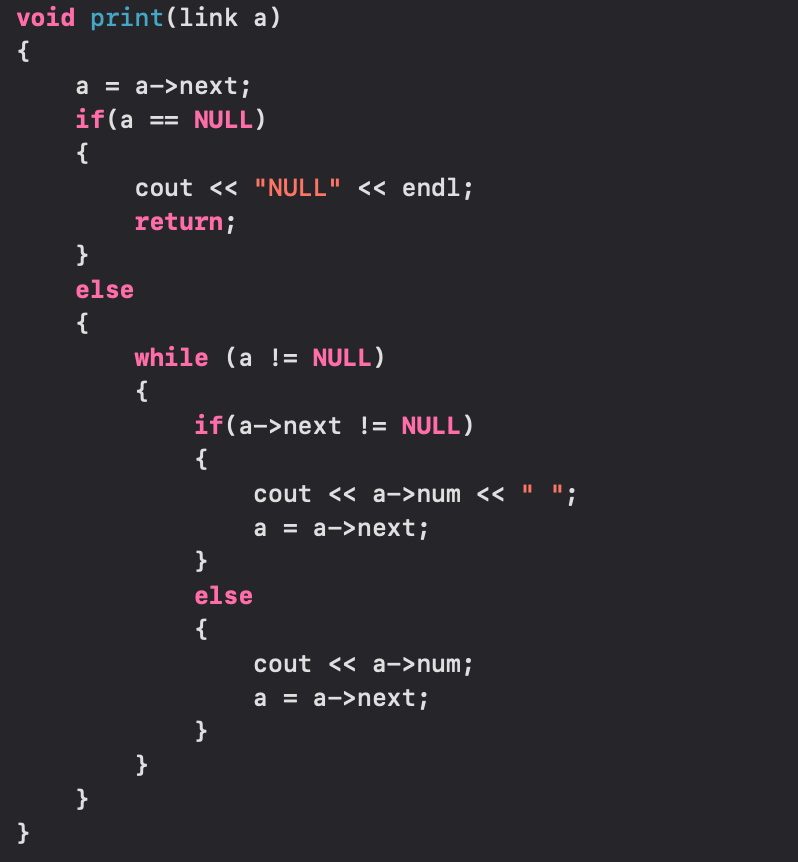 void print(link a)
{
    a = a->next;
    if(a == NULL)
    {
        cout << "NULL" << endl;
        return;
    }
    else
    {
        while (a != NULL)
        {
            if(a->next != NULL)
            {
                cout << a->num << " ";
                a = a->next;
            }
            else
            {
                cout << a->num;
                a = a->next;
            }
        }
    }
}